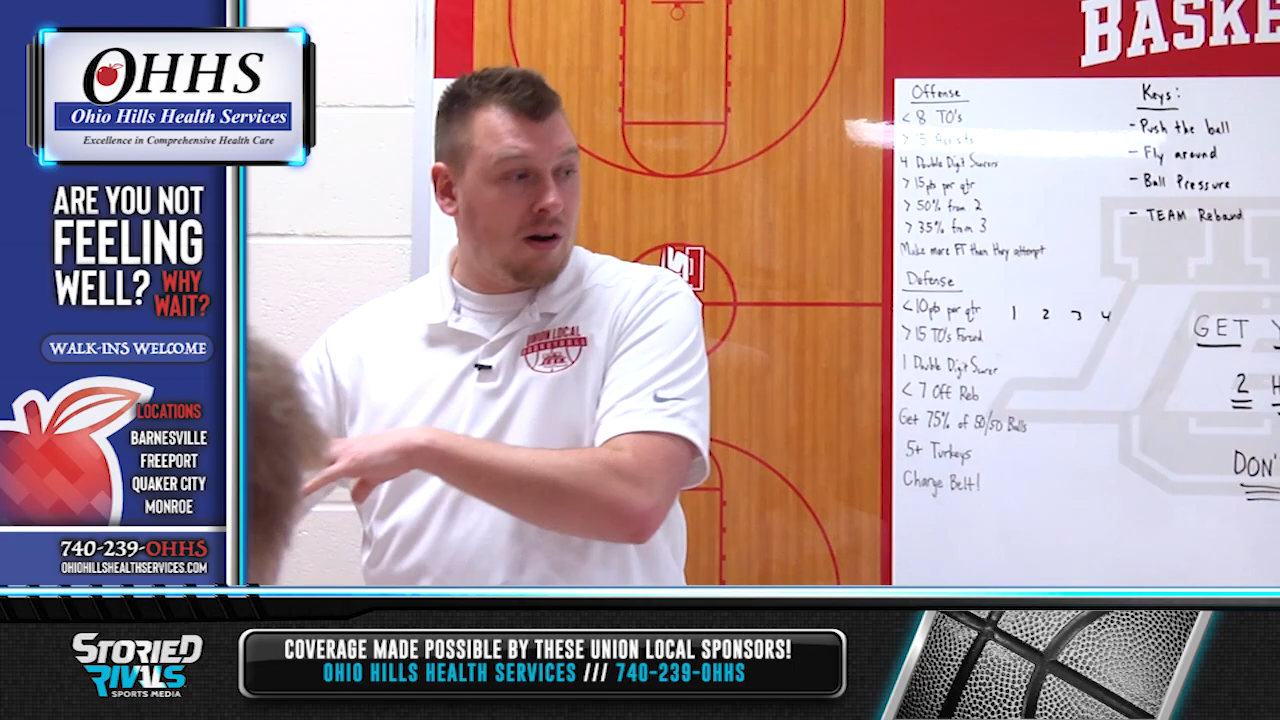 OHHS
Ohio Hills Health Services
Excellence in Comprehensive Health Care
ARE YOU NOT
FEELING
WELL? WHY
WAIT?
WALK-INS WELCOME
LOCATIONS
BARNESVILLE
FREEPORT
QUAKER CITY
MONROE
740-239-OHHS
OHIOHILLSHEALTHSERVICES.COM
UNION LOCAL
BASKETBALL
BASKE
Offense
< 8 TO's
> 15 Assists
4 Double Digit Scorers
> 15 pts per qtr
> 50% from 2
> 35% from 3
Make more FT than they attempt
Defense
< 10 pts per qtr 1 2 3 4
> 15 TO's Forced
1 Double Digit Scorer
< 7 Off Reb
Get 75% of 50/50 Balls
5+ Turkeys
Charge Belt!
Keys:
- Push the ball
- Fly around
- Ball Pressure
- TEAM Rebound
GET
2 H
DON'
STORIED
RIVALS
SPORTS MEDIA
COVERAGE MADE POSSIBLE BY THESE UNION LOCAL SPONSORS!
OHIO HILLS HEALTH SERVICES /// 740-239-OHHS